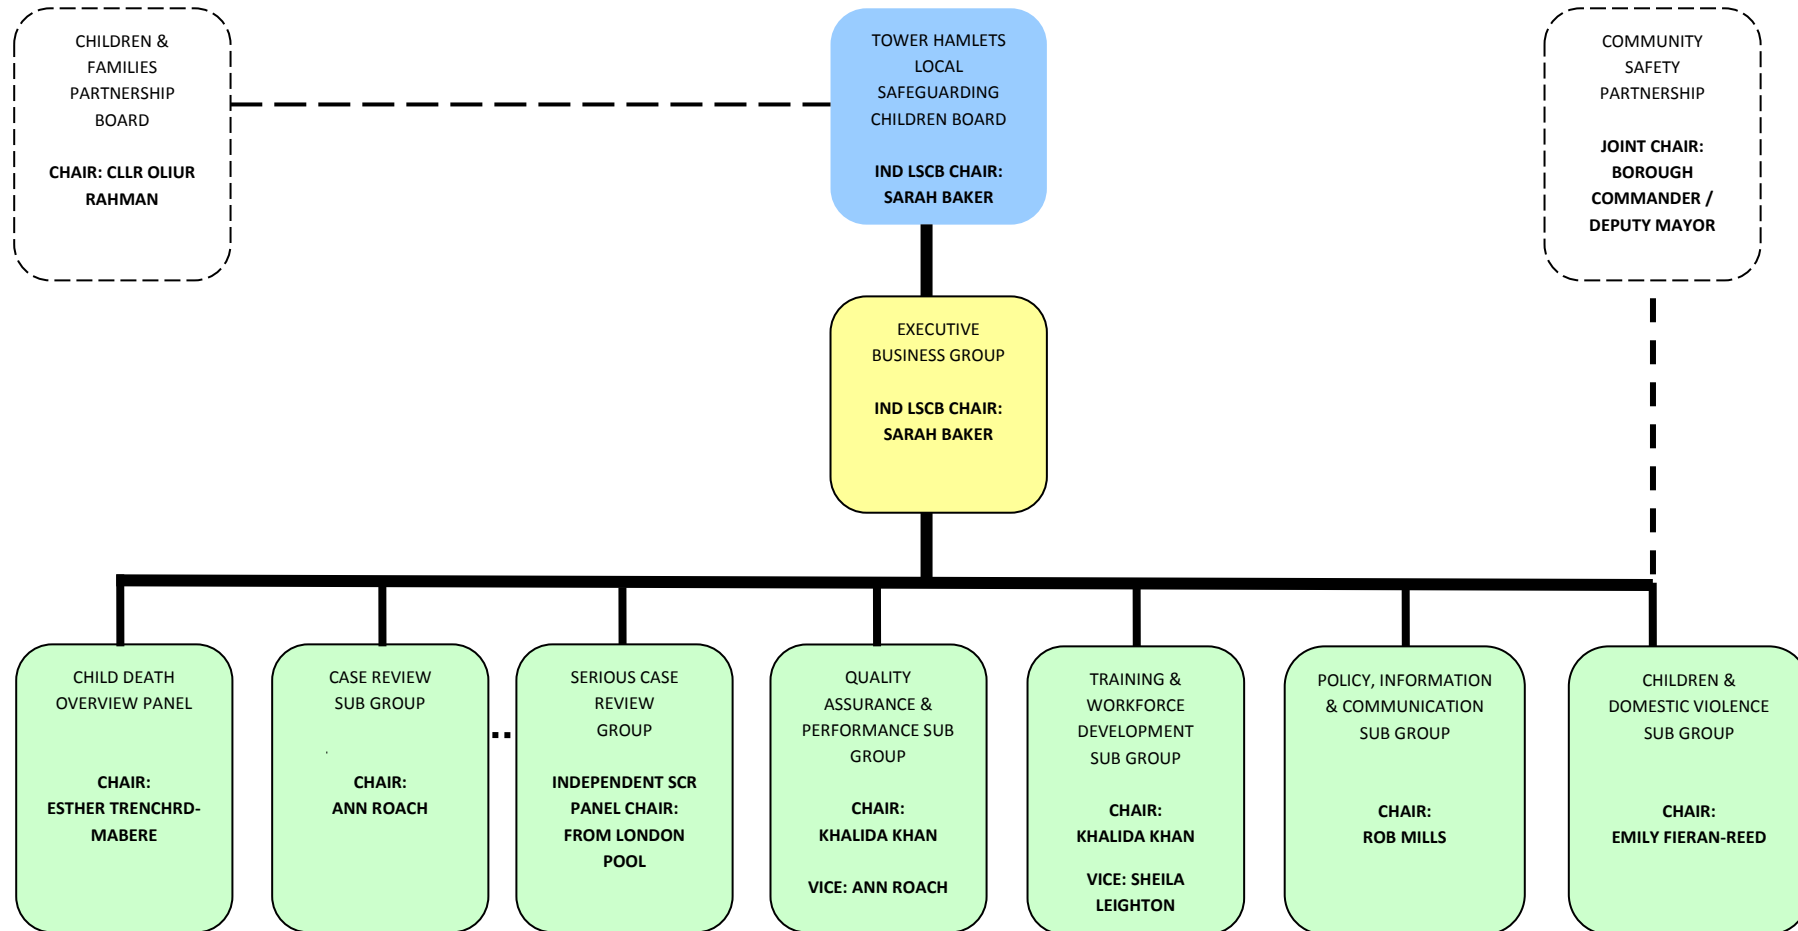 CHILDREN &
FAMILIES
PARTNERSHIP
BOARD
CHAIR: CLLR OLIUR
RAHMAN
TOWER HAMLETS
LOCAL
SAFEGUARDING
CHILDREN BOARD
IND LSCB CHAIR:
SARAH BAKER
COMMUNITY
SAFETY
PARTNERSHIP
JOINT CHAIR:
BOROUGH
COMMANDER /
DEPUTY MAYOR
EXECUTIVE
BUSINESS GROUP
IND LSCB CHAIR:
SARAH BAKER
CHILD DEATH
OVERVIEW PANEL
CHAIR:
ESTHER TRENCHRD-
MABERE
CASE REVIEW
SUB GROUP
.
CHAIR:
ANN ROACH
SERIOUS CASE
REVIEW
GROUP
INDEPENDENT SCR
PANEL CHAIR:
FROM LONDON
POOL
QUALITY
ASSURANCE &
PERFORMANCE SUB
GROUP
CHAIR:
KHALIDA KHAN
VICE: ANN ROACH
TRAINING &
WORKFORCE
DEVELOPMENT
SUB GROUP
CHAIR:
KHALIDA KHAN
VICE: SHEILA
LEIGHTON
POLICY, INFORMATION
& COMMUNICATION
SUB GROUP
CHAIR:
ROB MILLS
CHILDREN &
DOMESTIC VIOLENCE
SUB GROUP
CHAIR:
EMILY FIERAN-REED